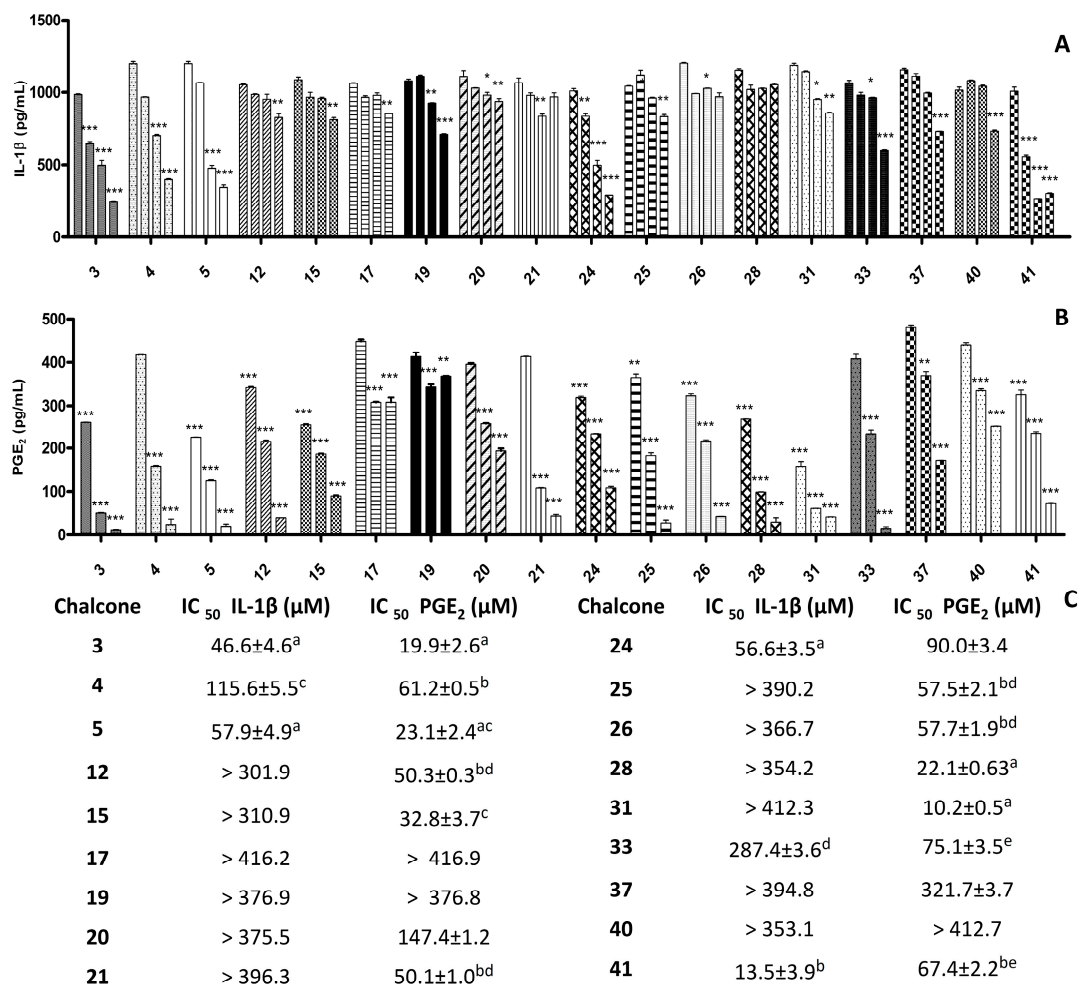 A
IL-1β (pg/mL)
1500
1000
500
0
*** *** ***
*** ***
*** ***
**
**
**
*** ***
* **
**
** *** ***
**
*
* **
* ***
***
***
*** *** ***
3 4 5 12 15 17 19 20 21 24 25 26 28 31 33 37 40 41
B
PGE2 (pg/mL)
500
400
300
200
100
0
*** *** ***
*** ***
*** *** ***
*** *** ***
*** *** ***
*** ***
*** **
*** ***
*** ***
*** *** ***
** *** ***
*** *** ***
*** *** ***
*** *** ***
*** ***
** ***
*** ***
*** *** ***
3 4 5 12 15 17 19 20 21 24 25 26 28 31 33 37 40 41
C
Chalcone IC 50 IL-1β (μM) IC 50 PGE2 (μM) Chalcone IC 50 IL-1β (μM) IC 50 PGE2 (μM)
3 46.6±4.6a 19.9±2.6a 24 56.6±3.5a 90.0±3.4
4 115.6±5.5c 61.2±0.5b 25 > 390.2 57.5±2.1bd
5 57.9±4.9a 23.1±2.4ac 26 > 366.7 57.7±1.9bd
12 > 301.9 50.3±0.3bd 28 > 354.2 22.1±0.63a
15 > 310.9 32.8±3.7c 31 > 412.3 10.2±0.5a
17 > 416.2 > 416.9 33 287.4±3.6d 75.1±3.5e
19 > 376.9 > 376.8 37 > 394.8 321.7±3.7
20 > 375.5 147.4±1.2 40 > 353.1 > 412.7
21 > 396.3 50.1±1.0bd 41 13.5±3.9b 67.4±2.2be